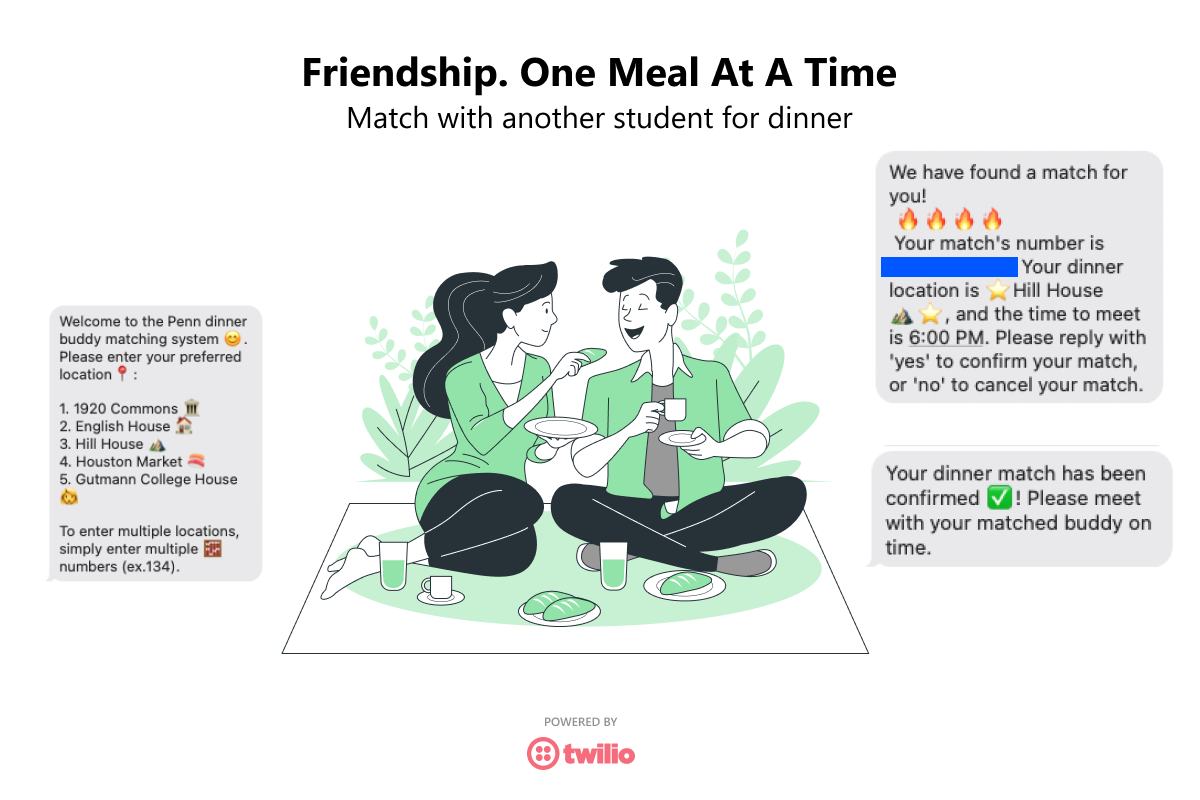 Friendship. One Meal At A Time
Match with another student for dinner
Welcome to the Penn dinner
buddy matching system 😊.
Please enter your preferred
location📍:
1. 1920 Commons 🏛️
2. English House 🏠
3. Hill House ⛰️
4. Houston Market 🍣
5. Gutmann College House
👶
To enter multiple locations,
simply enter multiple 🧱
numbers (ex.134).
We have found a match for
you!
🔥🔥🔥🔥
Your match's number is
Your dinner
location is ⭐Hill House
⛰️⭐, and the time to meet
is 6:00 PM. Please reply with
'yes' to confirm your match,
or 'no' to cancel your match.
Your dinner match has been
confirmed ✅! Please meet
with your matched buddy on
time.
POWERED BY
twilio